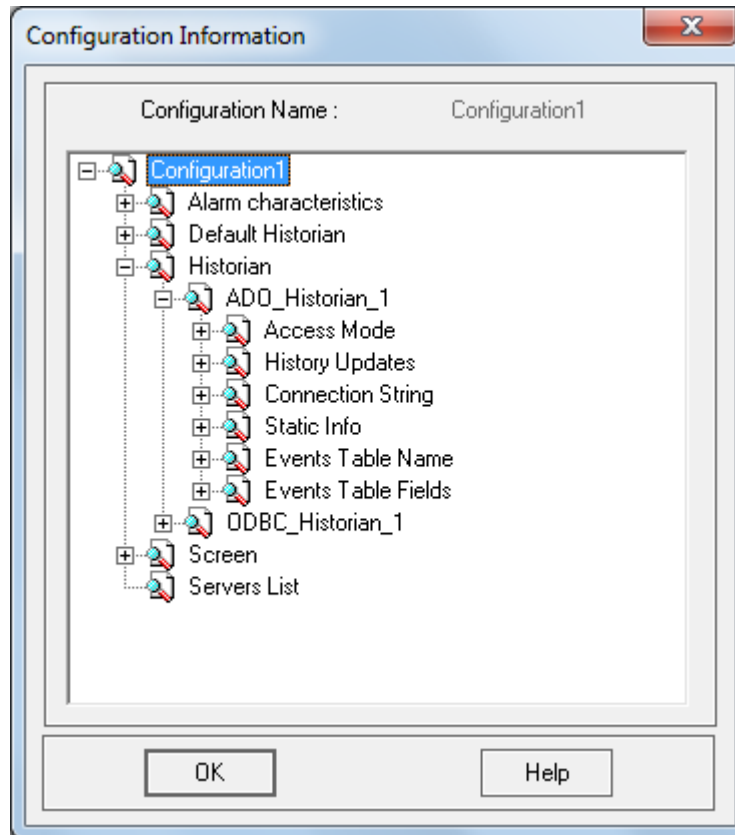 Configuration Information
Configuration Name : Configuration1
Configuration1
Alarm characteristics
Default Historian
Historian
ADO_Historian_1
Access Mode
History Updates
Connection String
Static Info
Events Table Name
Events Table Fields
ODBC_Historian_1
Screen
Servers List
OK Help